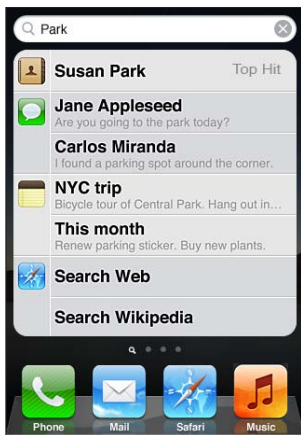 Park
Susan Park Top Hit
Jane Appleseed
Are you going to the park today?
Carlos Miranda
I found a parking spot around the corner.
NYC trip
Bicycle tour of Central Park. Hang out in...
This month
Renew parking sticker. Buy new plants.
Search Web
Search Wikipedia
Phone Mail Safari Music